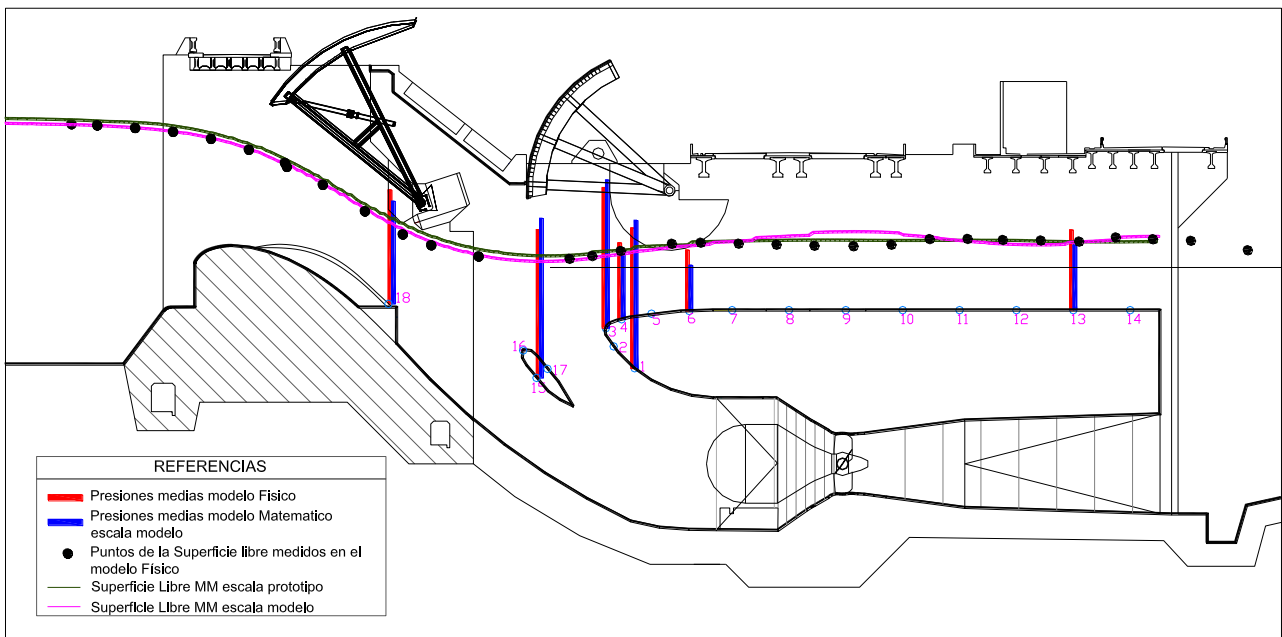 18
3
4
5
6
7
8
9
10
11
12
13
14
2
1
16
17
15
REFERENCIAS
Presiones medias modelo Fisico
Presiones medias modelo Matematico
escala modelo
Puntos de la Superficie libre medidos en el
modelo Físico
Superficie Libre MM escala prototipo
Superficie Libre MM escala modelo